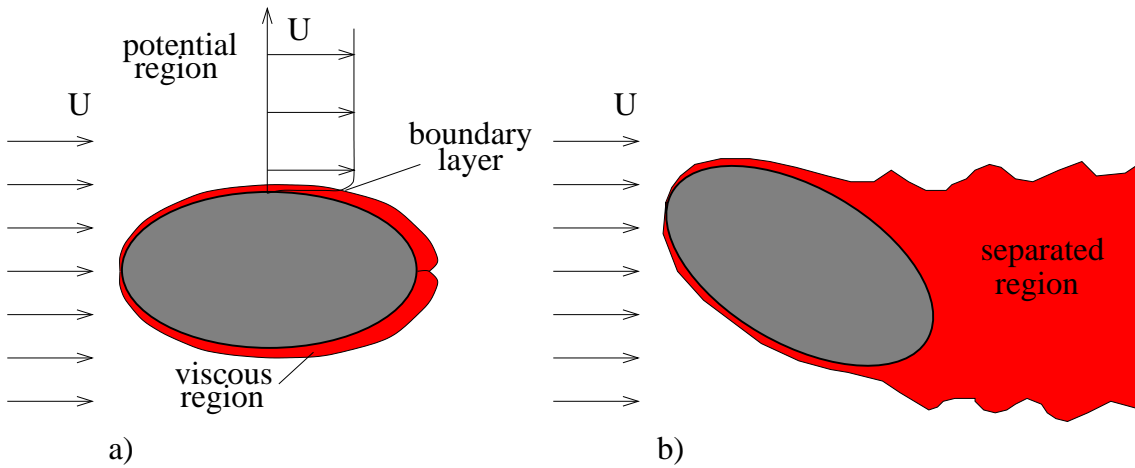 potential
region
U
U
boundary
layer
viscous
region
a)
U
separated
region
b)